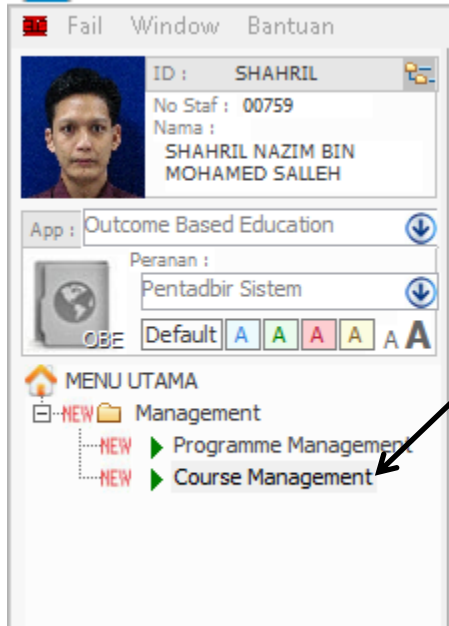 Fail Window Bantuan
ID : SHAHRIL
No Staf : 00759
Nama :
SHAHRIL NAZIM BIN
MOHAMED SALLEH
App : Outcome Based Education
Peranan :
Pentadbir Sistem
OBE Default A A A A A A
MENU UTAMA
NEW Management
NEW Programme Management
NEW Course Management